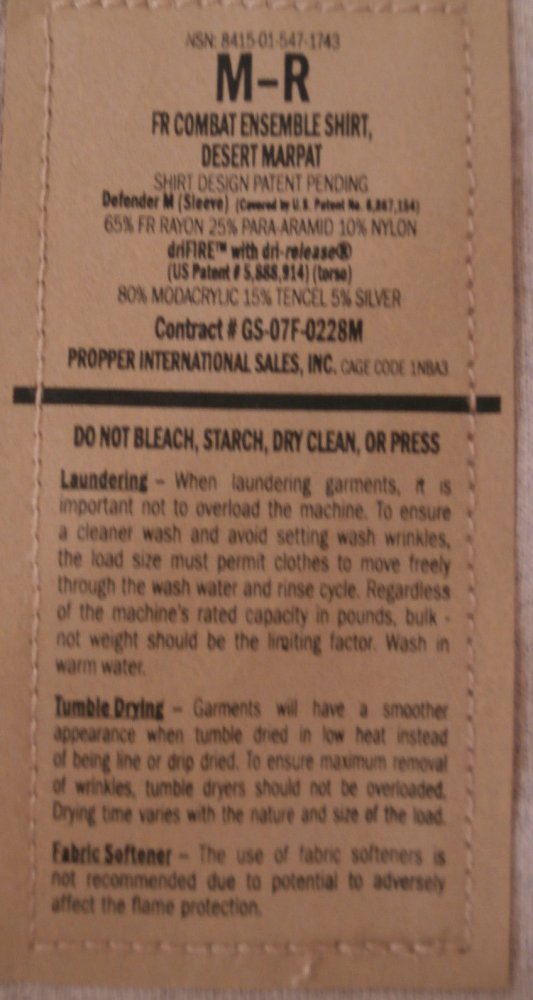 NSN: 8415-01-547-1743
M-R
FR COMBAT ENSEMBLE SHIRT,
DESERT MARPAT
SHIRT DESIGN PATENT PENDING
Defender M (Sleeve) (Covered by U.S. Patent No. 6,867,154)
65% FR RAYON 25% PARA-ARAMID 10% NYLON
driFIRE™ with dri-release®
(US Patent # 5,888,914) (torso)
80% MODACRYLIC 15% TENCEL 5% SILVER
Contract # GS-07F-0228M
PROPPER INTERNATIONAL SALES, INC. CAGE CODE 1NBA3
DO NOT BLEACH, STARCH, DRY CLEAN, OR PRESS
Laundering – When laundering garments, it is
important not to overload the machine. To ensure
a cleaner wash and avoid setting wash wrinkles,
the load size must permit clothes to move freely
through the wash water and rinse cycle. Regardless
of the machine's rated capacity in pounds, bulk -
not weight should be the limiting factor. Wash in
warm water.
Tumble Drying – Garments will have a smoother
appearance when tumble dried in low heat instead
of being line or drip dried. To ensure maximum removal
of wrinkles, tumble dryers should not be overloaded.
Drying time varies with the nature and size of the load.
Fabric Softener – The use of fabric softeners is
not recommended due to potential to adversely
affect the flame protection.